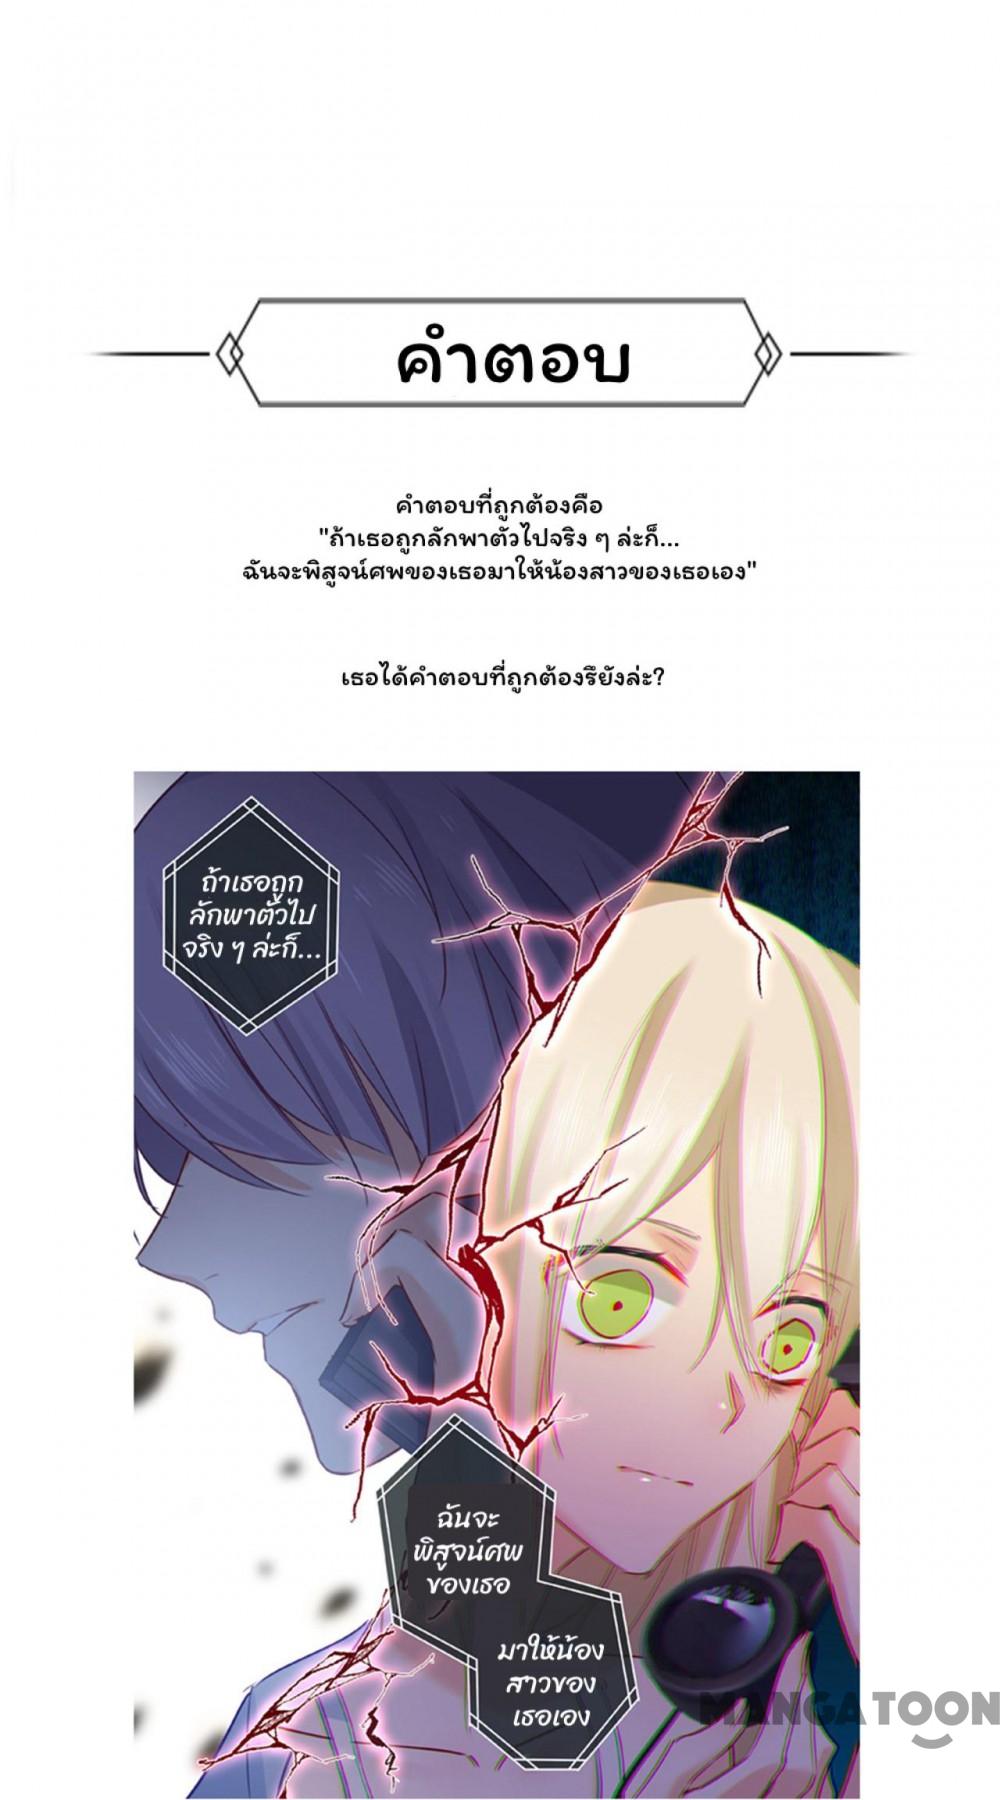 คำตอบ
คำตอบที่ถูกต้องคือ
"ถ้าเธอถูกลักพาตัวไปจริง ๆ ล่ะก็...
ฉันจะพิสูจน์ศพของเธอมาให้น้องสาวของเธอเอง"
เธอได้คำตอบที่ถูกต้องรึยังล่ะ?
ถ้าเธอถูก
ลักพาตัวไป
จริง ๆ ล่ะก็...
ฉันจะ
พิสูจน์ศพ
ของเธอ
มาให้น้อง
สาวของ
เธอเอง
MANGATOON